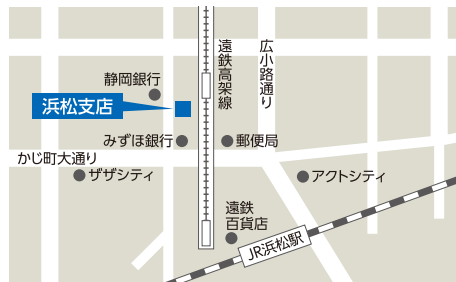 静岡銀行
浜松支店
みずほ銀行
かじ町大通り
ザザシティ
遠鉄高架線
広小路通り
郵便局
アクトシティ
遠鉄
百貨店
JR浜松駅